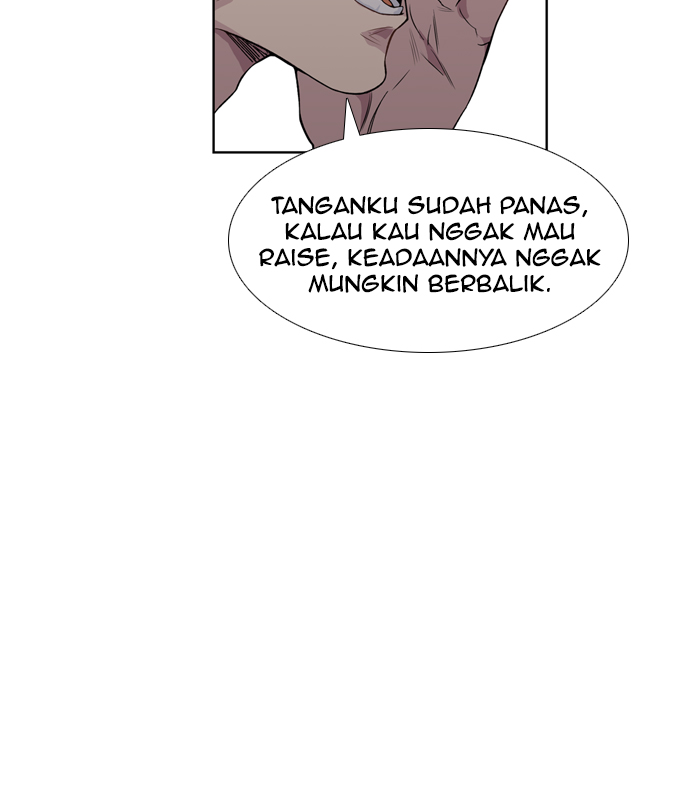 TANGANKU SUDAH PANAS,
KALAU KAU NGGAK MAU
RAISE, KEADAANNYA NGGAK
MUNGKIN BERBALIK.